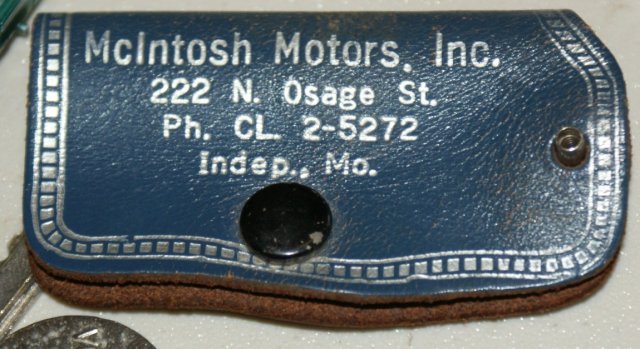 McIntosh Motors, Inc.
222 N. Osage St.
Ph. CL. 2-5272
Indep., Mo.